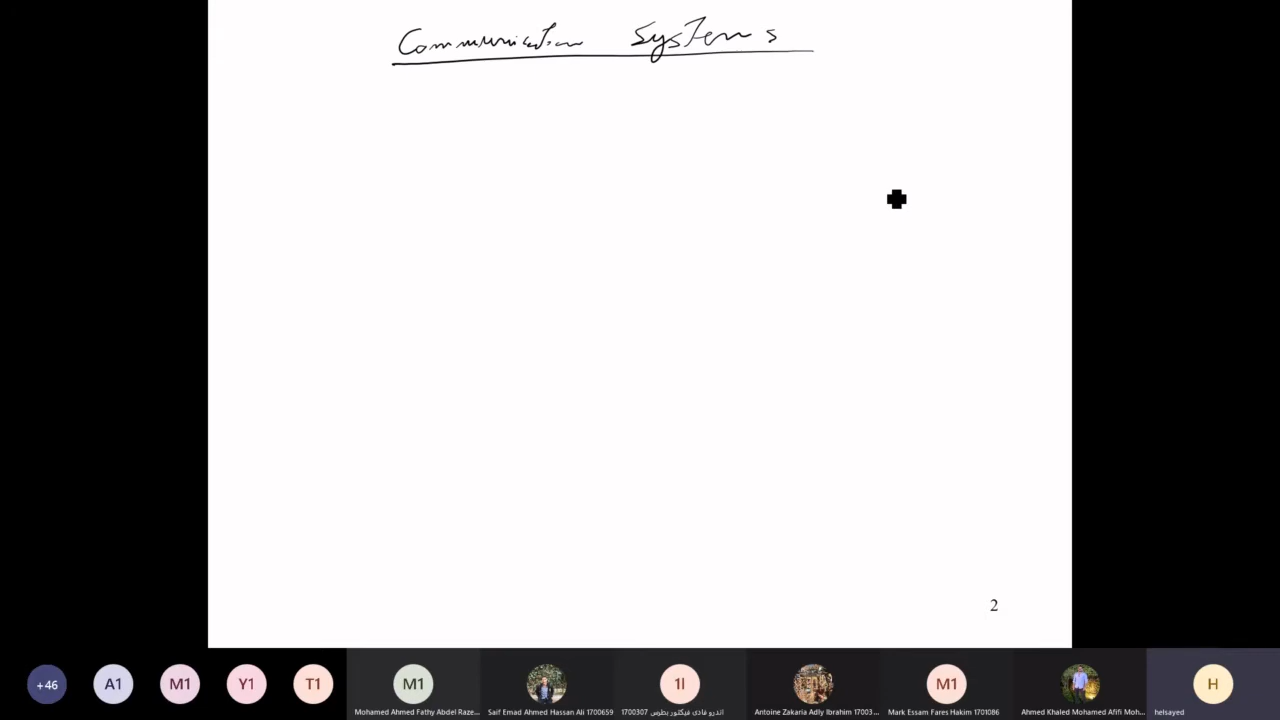 Communication Systems
2
+46
A1
M1
Y1
T1
M1
1I
M1
H
Mohamed Ahmed Fathy Abdel Raze...
Saif Emad Ahmed Hassan Ali 1700659
اندرو فادى فيكتور بطرس 1700307
Antoine Zakaria Adly Ibrahim 17003...
Mark Essam Fares Hakim 1701086
Ahmed Khaled Mohamed Afifi Moh...
helsayed